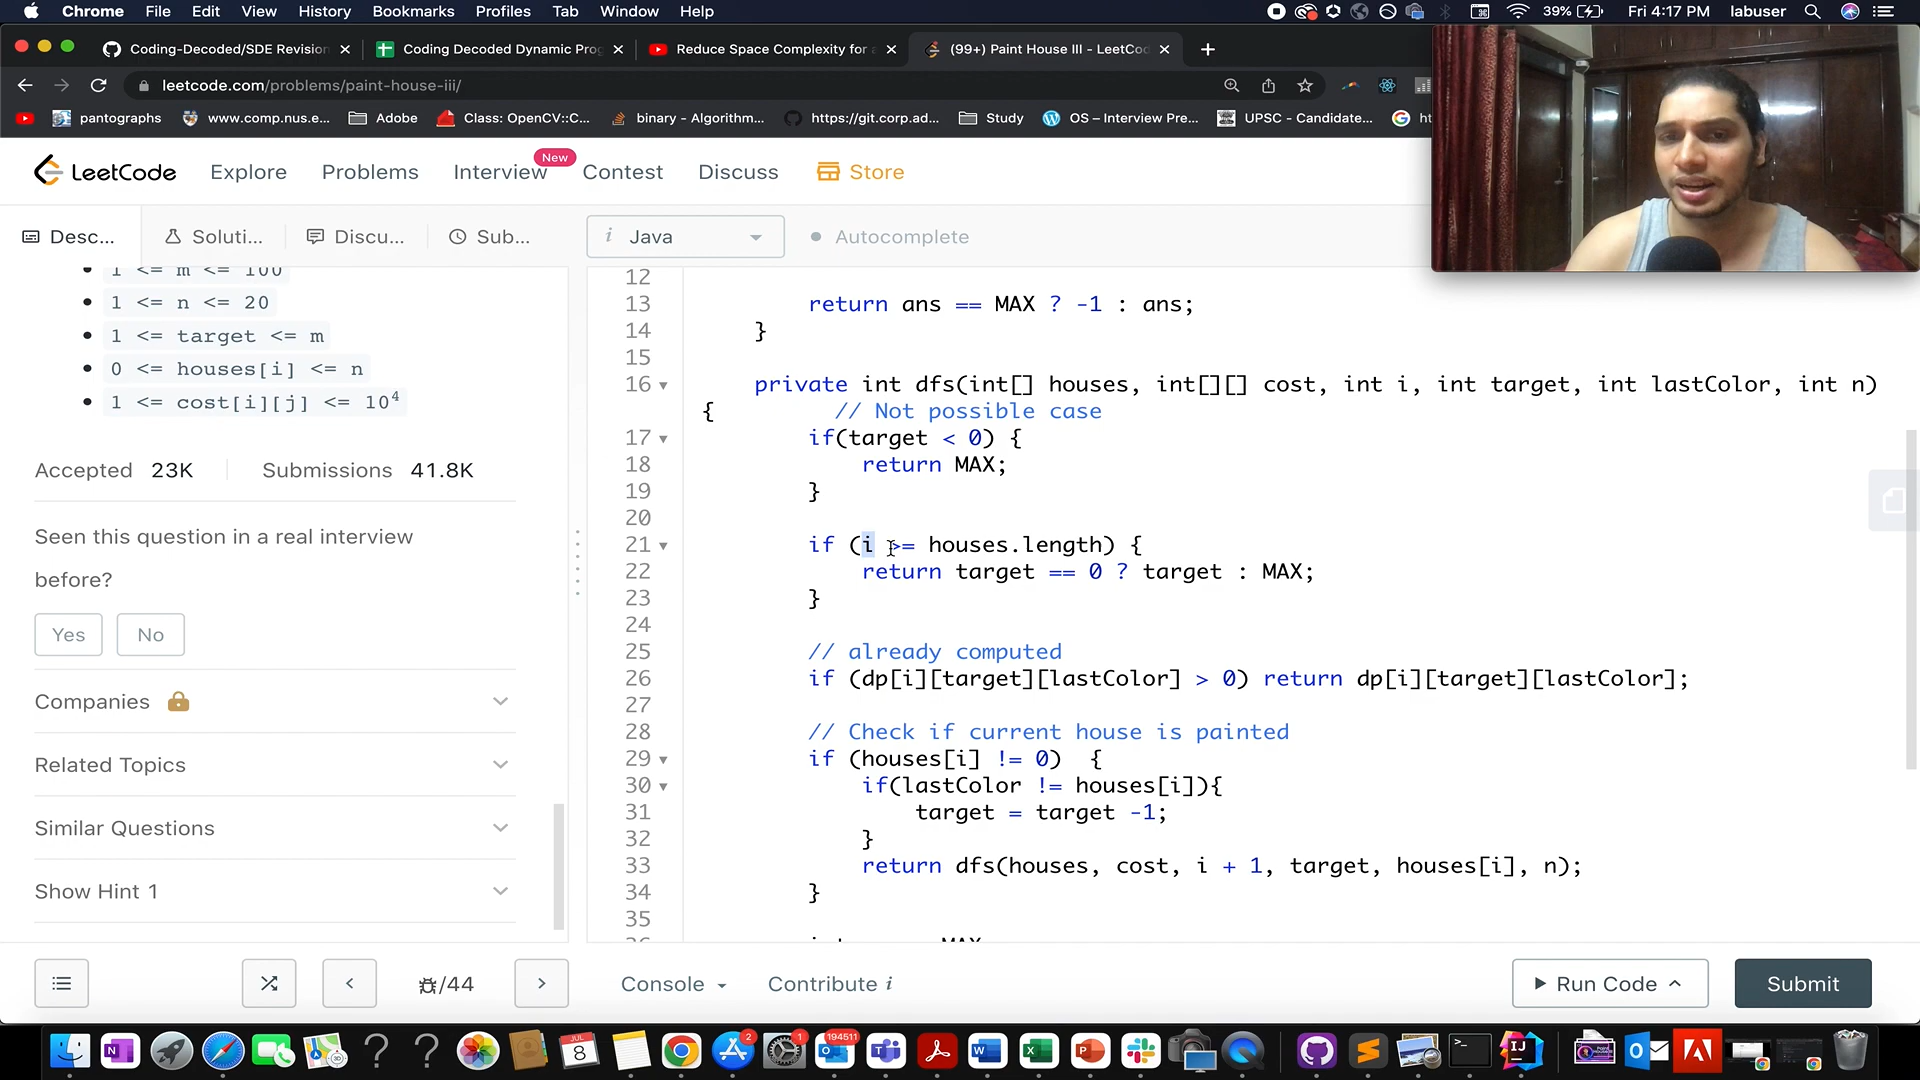 Chrome File Edit View History Bookmarks Profiles Tab Window Help 39% Fri 4:17 PM labuser
Coding-Decoded/SDE Revision Coding Decoded Dynamic Prog Reduce Space Complexity for a (99+) Paint House III - LeetCo
leetcode.com/problems/paint-house-iii/
pantographs www.comp.nus.e... Adobe Class: OpenCV::C... binary - Algorithm... https://git.corp.ad... Study OS – Interview Pre... UPSC - Candidate...
LeetCode Explore Problems Interview New Contest Discuss Store
Desc... Soluti... Discu... Sub... i Java Autocomplete
1 <= m <= 100
1 <= n <= 20
1 <= target <= m
0 <= houses[i] <= n
1 <= cost[i][j] <= 10⁴
Accepted 23K Submissions 41.8K
Seen this question in a real interview
before?
Yes No
Companies
Related Topics
Similar Questions
Show Hint 1
12
13 return ans == MAX ? -1 : ans;
14 }
15
16 private int dfs(int[] houses, int[][] cost, int i, int target, int lastColor, int n)
{ // Not possible case
17 if(target < 0) {
18 return MAX;
19 }
20
21 if (i >= houses.length) {
22 return target == 0 ? target : MAX;
23 }
24
25 // already computed
26 if (dp[i][target][lastColor] > 0) return dp[i][target][lastColor];
27
28 // Check if current house is painted
29 if (houses[i] != 0) {
30 if(lastColor != houses[i]){
31 target = target -1;
32 }
33 return dfs(houses, cost, i + 1, target, houses[i], n);
34 }
35
/44 Console Contribute i Run Code Submit
194511
2
1
JUL
8